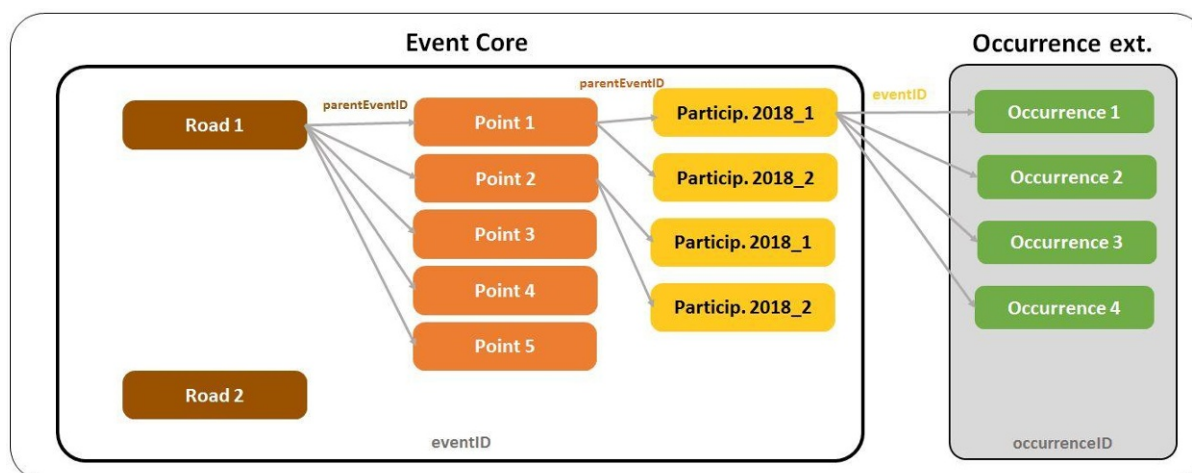 Event Core
Occurrence ext.
parentEventID
parentEventID
eventID
Road 1
Point 1
Particip. 2018_1
Occurrence 1
Point 2
Particip. 2018_2
Occurrence 2
Point 3
Particip. 2018_1
Occurrence 3
Point 4
Particip. 2018_2
Occurrence 4
Point 5
Road 2
eventID
occurrenceID